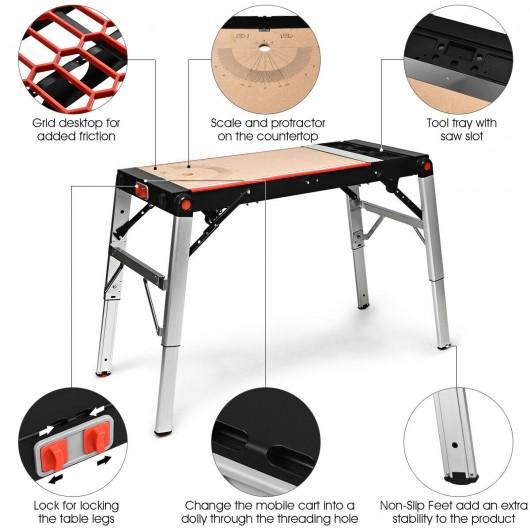 Grid desktop for
added friction
Scale and protractor
on the countertop
Tool tray with
saw slot
Lock for locking
the table legs
Change the mobile cart into a
dolly through the threading hole
Non-Slip Feet add an extra
stability to the product